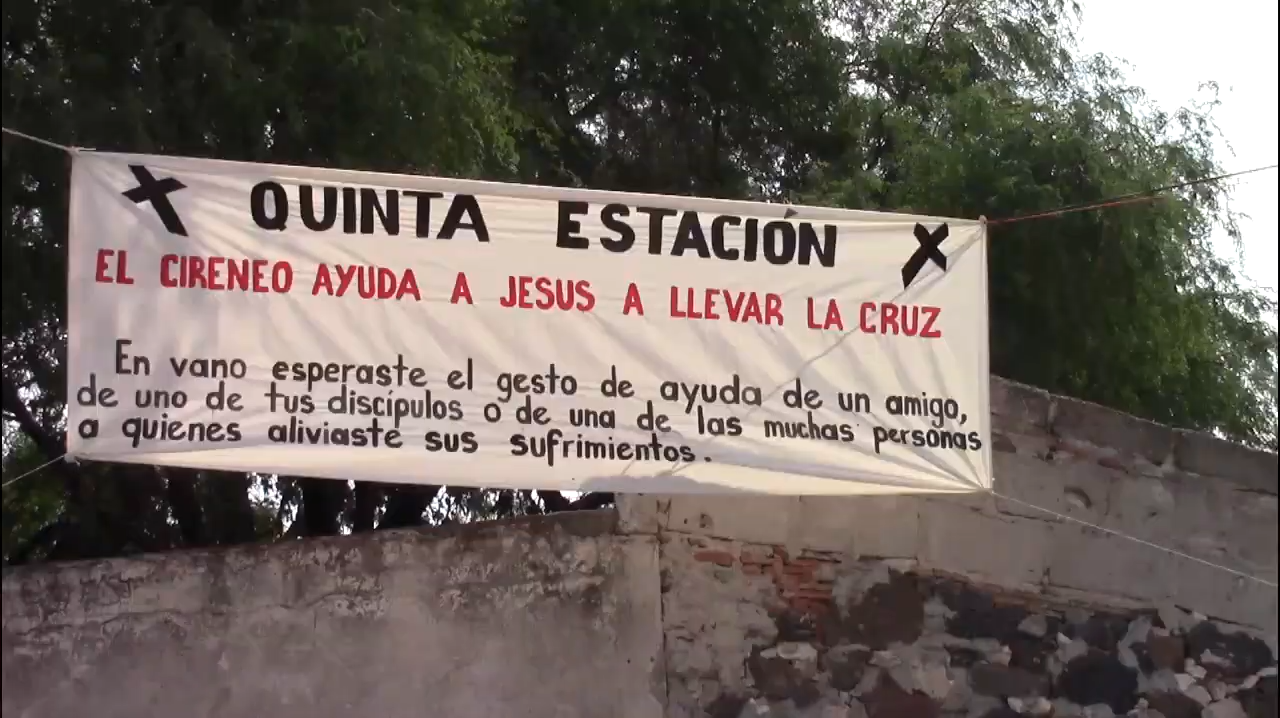 QUINTA ESTACIÓN
EL CIRENEO AYUDA A JESUS A LLEVAR LA CRUZ
En vano esperaste el gesto de ayuda de un amigo,
de uno de tus discípulos o de una de las muchas personas
a quienes aliviaste sus sufrimientos.